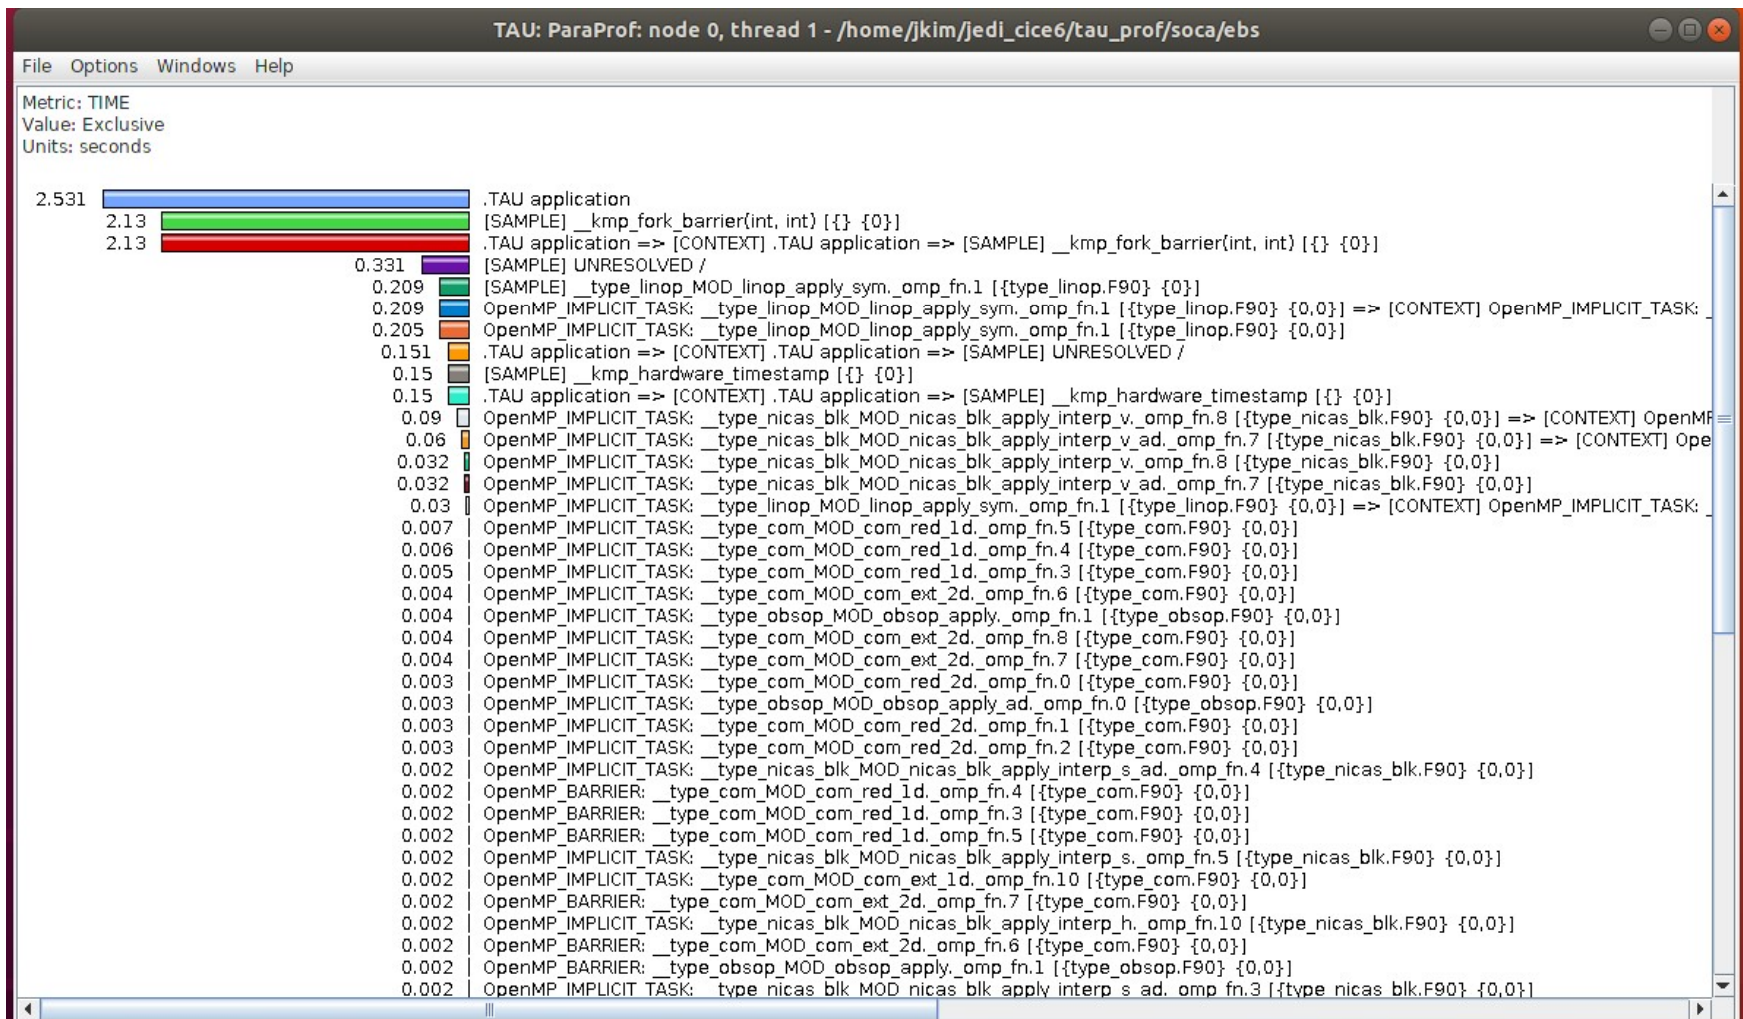 TAU: ParaProf: node 0, thread 1 - /home/jkim/jedi_cice6/tau_prof/soca/ebs
File Options Windows Help
Metric: TIME
Value: Exclusive
Units: seconds
2.531 .TAU application
2.13 [SAMPLE] __kmp_fork_barrier(int, int) [{} {0}]
2.13 .TAU application => [CONTEXT] .TAU application => [SAMPLE] __kmp_fork_barrier(int, int) [{} {0}]
0.331 [SAMPLE] UNRESOLVED /
0.209 [SAMPLE] __type_linop_MOD_linop_apply_sym._omp_fn.1 [{type_linop.F90} {0}]
0.209 OpenMP_IMPLICIT_TASK: __type_linop_MOD_linop_apply_sym._omp_fn.1 [{type_linop.F90} {0,0}] => [CONTEXT] OpenMP_IMPLICIT_TASK: _
0.205 OpenMP_IMPLICIT_TASK: __type_linop_MOD_linop_apply_sym._omp_fn.1 [{type_linop.F90} {0,0}]
0.151 .TAU application => [CONTEXT] .TAU application => [SAMPLE] UNRESOLVED /
0.15 [SAMPLE] __kmp_hardware_timestamp [{} {0}]
0.15 .TAU application => [CONTEXT] .TAU application => [SAMPLE] __kmp_hardware_timestamp [{} {0}]
0.09 OpenMP_IMPLICIT_TASK: __type_nicas_blk_MOD_nicas_blk_apply_interp_v._omp_fn.8 [{type_nicas_blk.F90} {0,0}] => [CONTEXT] OpenMP
0.06 OpenMP_IMPLICIT_TASK: __type_nicas_blk_MOD_nicas_blk_apply_interp_v_ad._omp_fn.7 [{type_nicas_blk.F90} {0,0}] => [CONTEXT] Ope
0.032 OpenMP_IMPLICIT_TASK: __type_nicas_blk_MOD_nicas_blk_apply_interp_v._omp_fn.8 [{type_nicas_blk.F90} {0,0}]
0.032 OpenMP_IMPLICIT_TASK: __type_nicas_blk_MOD_nicas_blk_apply_interp_v_ad._omp_fn.7 [{type_nicas_blk.F90} {0,0}]
0.03 OpenMP_IMPLICIT_TASK: __type_linop_MOD_linop_apply_sym._omp_fn.1 [{type_linop.F90} {0,0}] => [CONTEXT] OpenMP_IMPLICIT_TASK: _
0.007 OpenMP_IMPLICIT_TASK: __type_com_MOD_com_red_1d._omp_fn.5 [{type_com.F90} {0,0}]
0.006 OpenMP_IMPLICIT_TASK: __type_com_MOD_com_red_1d._omp_fn.4 [{type_com.F90} {0,0}]
0.005 OpenMP_IMPLICIT_TASK: __type_com_MOD_com_red_1d._omp_fn.3 [{type_com.F90} {0,0}]
0.004 OpenMP_IMPLICIT_TASK: __type_com_MOD_com_ext_2d._omp_fn.6 [{type_com.F90} {0,0}]
0.004 OpenMP_IMPLICIT_TASK: __type_obsop_MOD_obsop_apply._omp_fn.1 [{type_obsop.F90} {0,0}]
0.004 OpenMP_IMPLICIT_TASK: __type_com_MOD_com_ext_2d._omp_fn.8 [{type_com.F90} {0,0}]
0.004 OpenMP_IMPLICIT_TASK: __type_com_MOD_com_ext_2d._omp_fn.7 [{type_com.F90} {0,0}]
0.003 OpenMP_IMPLICIT_TASK: __type_com_MOD_com_red_2d._omp_fn.0 [{type_com.F90} {0,0}]
0.003 OpenMP_IMPLICIT_TASK: __type_obsop_MOD_obsop_apply_ad._omp_fn.0 [{type_obsop.F90} {0,0}]
0.003 OpenMP_IMPLICIT_TASK: __type_com_MOD_com_red_2d._omp_fn.1 [{type_com.F90} {0,0}]
0.003 OpenMP_IMPLICIT_TASK: __type_com_MOD_com_red_2d._omp_fn.2 [{type_com.F90} {0,0}]
0.002 OpenMP_IMPLICIT_TASK: __type_nicas_blk_MOD_nicas_blk_apply_interp_s_ad._omp_fn.4 [{type_nicas_blk.F90} {0,0}]
0.002 OpenMP_BARRIER: __type_com_MOD_com_red_1d._omp_fn.4 [{type_com.F90} {0,0}]
0.002 OpenMP_BARRIER: __type_com_MOD_com_red_1d._omp_fn.3 [{type_com.F90} {0,0}]
0.002 OpenMP_BARRIER: __type_com_MOD_com_red_1d._omp_fn.5 [{type_com.F90} {0,0}]
0.002 OpenMP_IMPLICIT_TASK: __type_nicas_blk_MOD_nicas_blk_apply_interp_s._omp_fn.5 [{type_nicas_blk.F90} {0,0}]
0.002 OpenMP_IMPLICIT_TASK: __type_com_MOD_com_ext_1d._omp_fn.10 [{type_com.F90} {0,0}]
0.002 OpenMP_BARRIER: __type_com_MOD_com_ext_2d._omp_fn.7 [{type_com.F90} {0,0}]
0.002 OpenMP_IMPLICIT_TASK: __type_nicas_blk_MOD_nicas_blk_apply_interp_h._omp_fn.10 [{type_nicas_blk.F90} {0,0}]
0.002 OpenMP_BARRIER: __type_com_MOD_com_ext_2d._omp_fn.6 [{type_com.F90} {0,0}]
0.002 OpenMP_BARRIER: __type_obsop_MOD_obsop_apply._omp_fn.1 [{type_obsop.F90} {0,0}]
0.002 OpenMP_IMPLICIT_TASK: __type_nicas_blk_MOD_nicas_blk_apply_interp_s_ad._omp_fn.3 [{type_nicas_blk.F90} {0,0}]